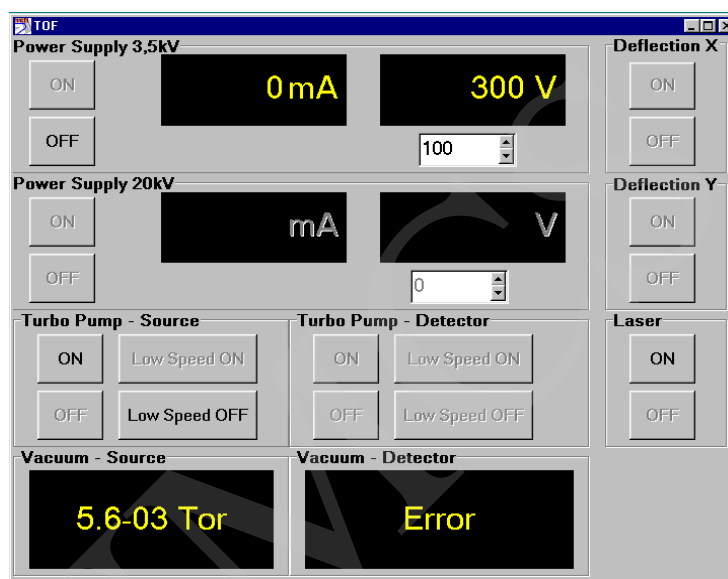 TOF
Power Supply 3,5kV
Deflection X
ON
0 mA
300 V
ON
OFF
100
OFF
Power Supply 20kV
Deflection Y
ON
mA
V
ON
OFF
0
OFF
Turbo Pump - Source
Turbo Pump - Detector
Laser
ON
Low Speed ON
ON
Low Speed ON
ON
OFF
Low Speed OFF
OFF
Low Speed OFF
OFF
Vacuum - Source
Vacuum - Detector
5.6-03 Tor
Error